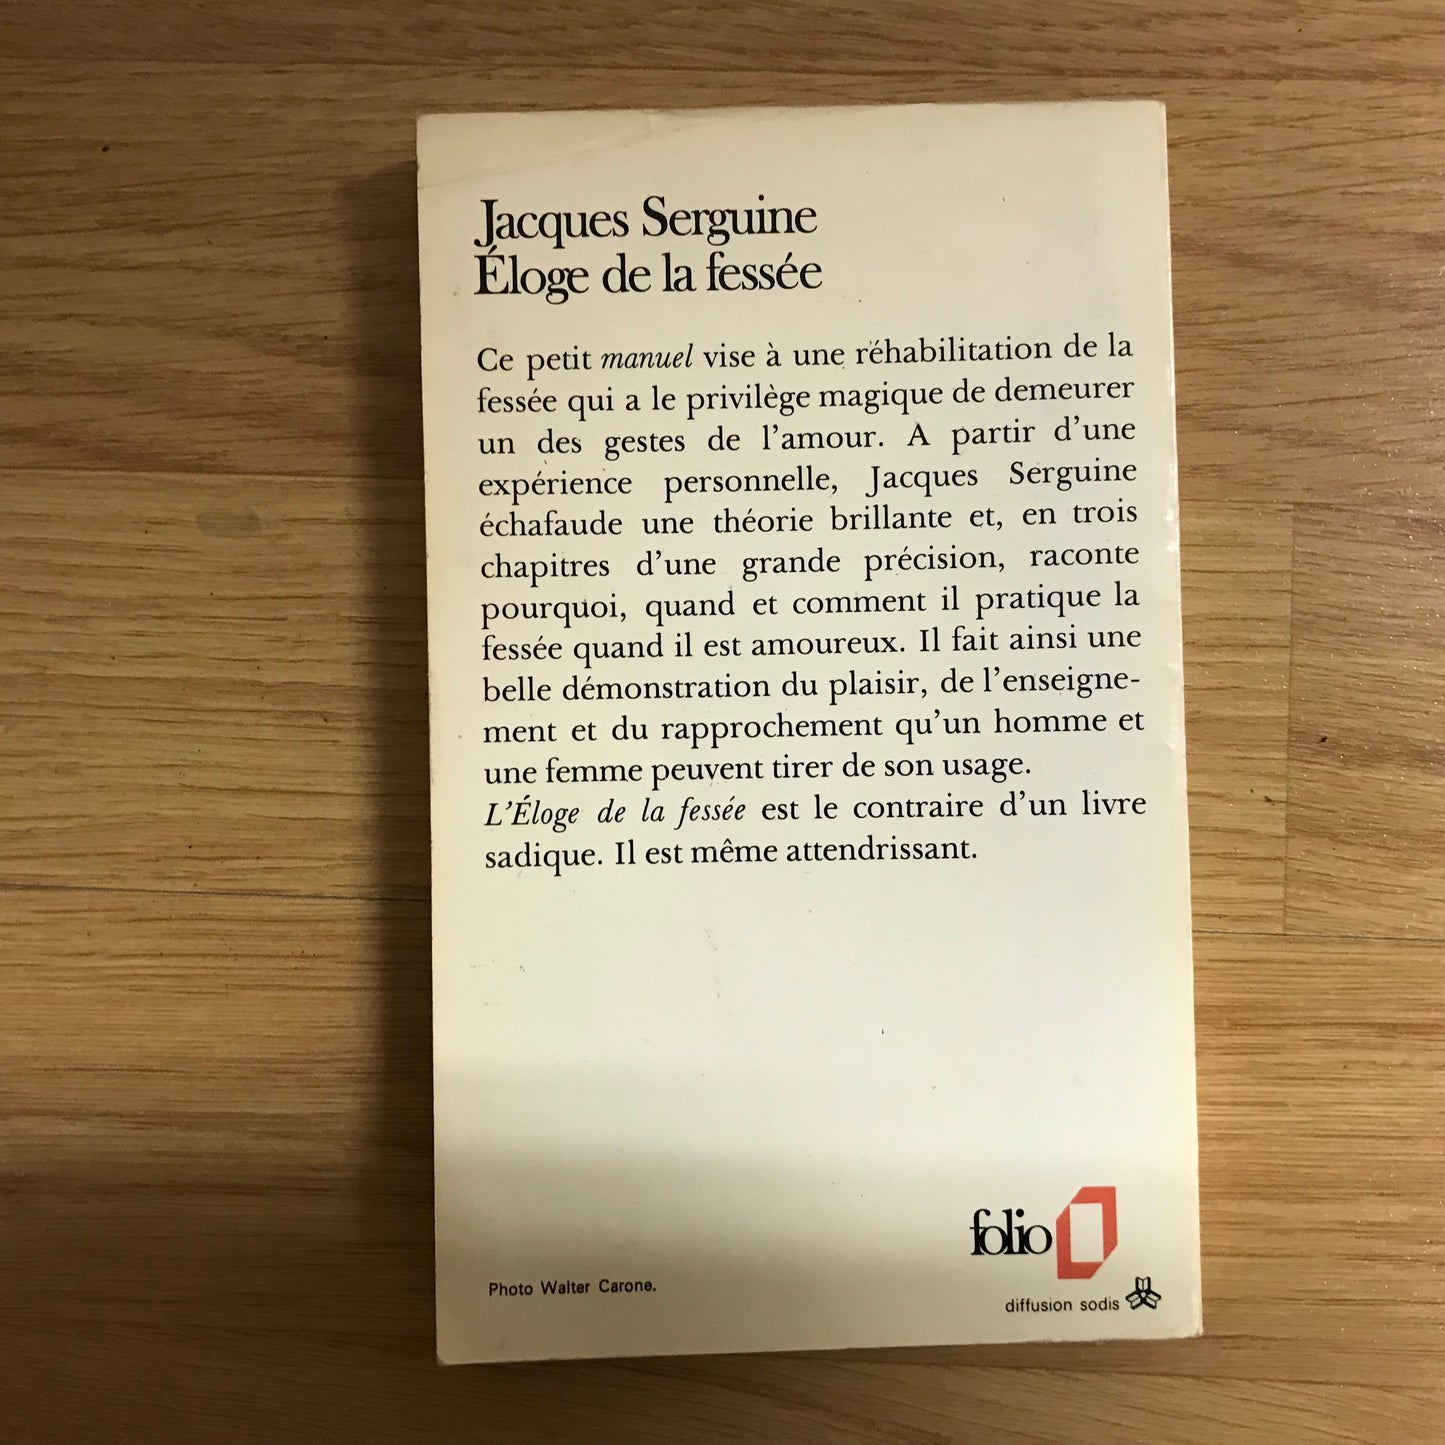 Jacques Serguine
Éloge de la fessée
Ce petit manuel vise à une réhabilitation de la
fessée qui a le privilège magique de demeurer
un des gestes de l'amour. A partir d'une
expérience personnelle, Jacques Serguine
échafaude une théorie brillante et, en trois
chapitres d'une grande précision, raconte
pourquoi, quand et comment il pratique la
fessée quand il est amoureux. Il fait ainsi une
belle démonstration du plaisir, de l'enseigne-
ment et du rapprochement qu'un homme et
une femme peuvent tirer de son usage.
L'Éloge de la fessée est le contraire d'un livre
sadique. Il est même attendrissant.
folio
Photo Walter Carone.
diffusion sodis